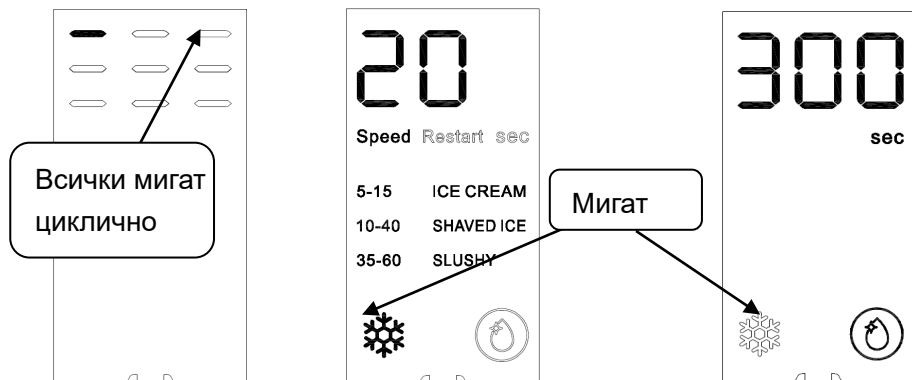 Всички мигат
циклично
20
Speed Restart sec
5-15 ICE CREAM
10-40 SHAVED ICE
35-60 SLUSHY
Мигат
300
sec